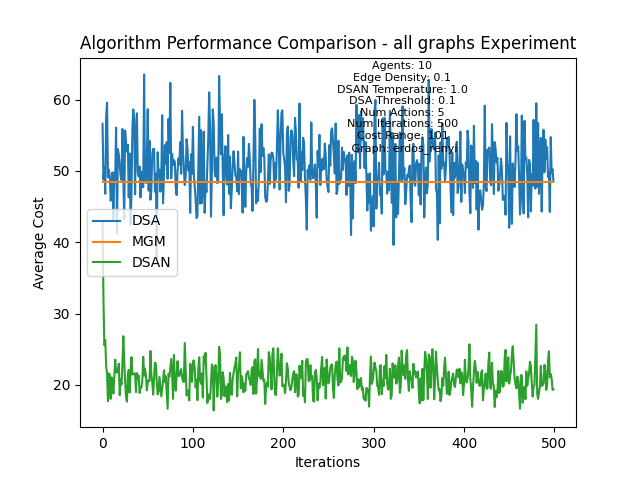 Algorithm Performance Comparison - all graphs Experiment
Agents: 10
Edge Density: 0.1
DSAN Temperature: 1.0
DSA Threshold: 0.1
Num Actions: 5
Num Iterations: 500
Cost Range: 101
Graph: erdos_renyi
60
50
40
30
20
Average Cost
DSA
MGM
DSAN
0
100
200
300
400
500
Iterations